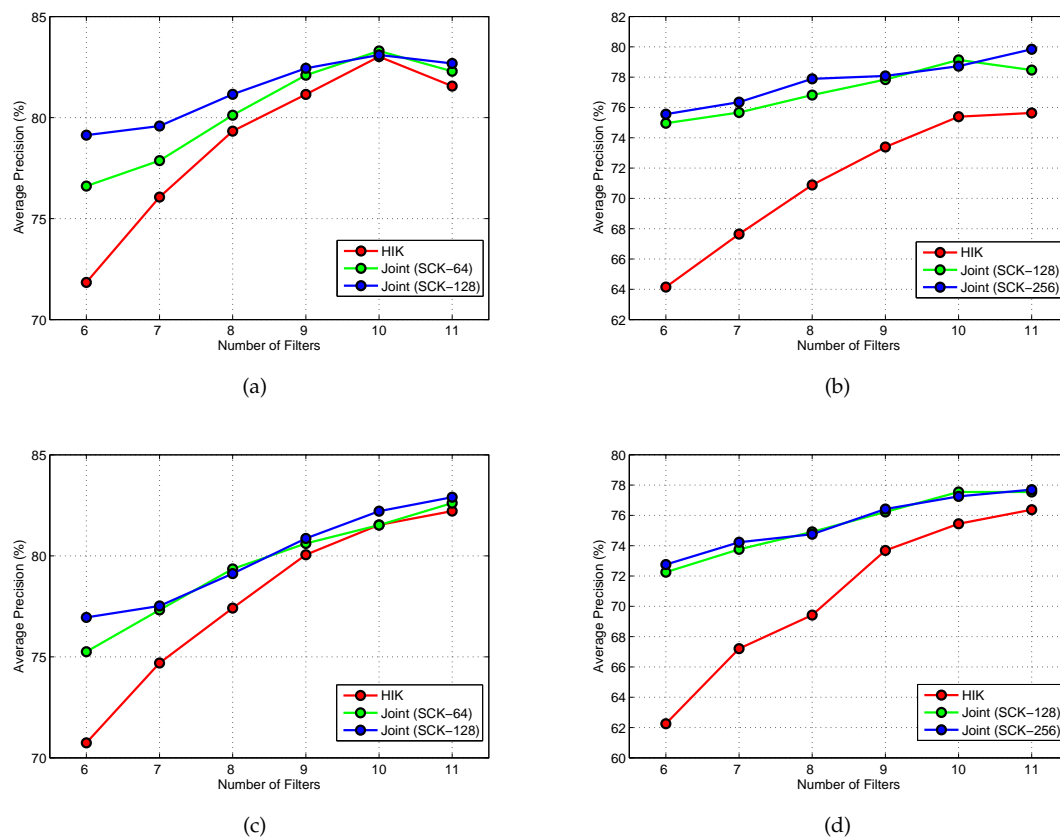 85
80
75
70
Average Precision (%)
6 7 8 9 10 11
Number of Filters
HIK
Joint (SCK−64)
Joint (SCK−128)
(a)
82
80
78
76
74
72
70
68
66
64
62
Average Precision (%)
6 7 8 9 10 11
Number of Filters
HIK
Joint (SCK−128)
Joint (SCK−256)
(b)
85
80
75
70
Average Precision (%)
6 7 8 9 10 11
Number of Filters
HIK
Joint (SCK−64)
Joint (SCK−128)
(c)
80
78
76
74
72
70
68
66
64
62
60
Average Precision (%)
6 7 8 9 10 11
Number of Filters
HIK
Joint (SCK−128)
Joint (SCK−256)
(d)